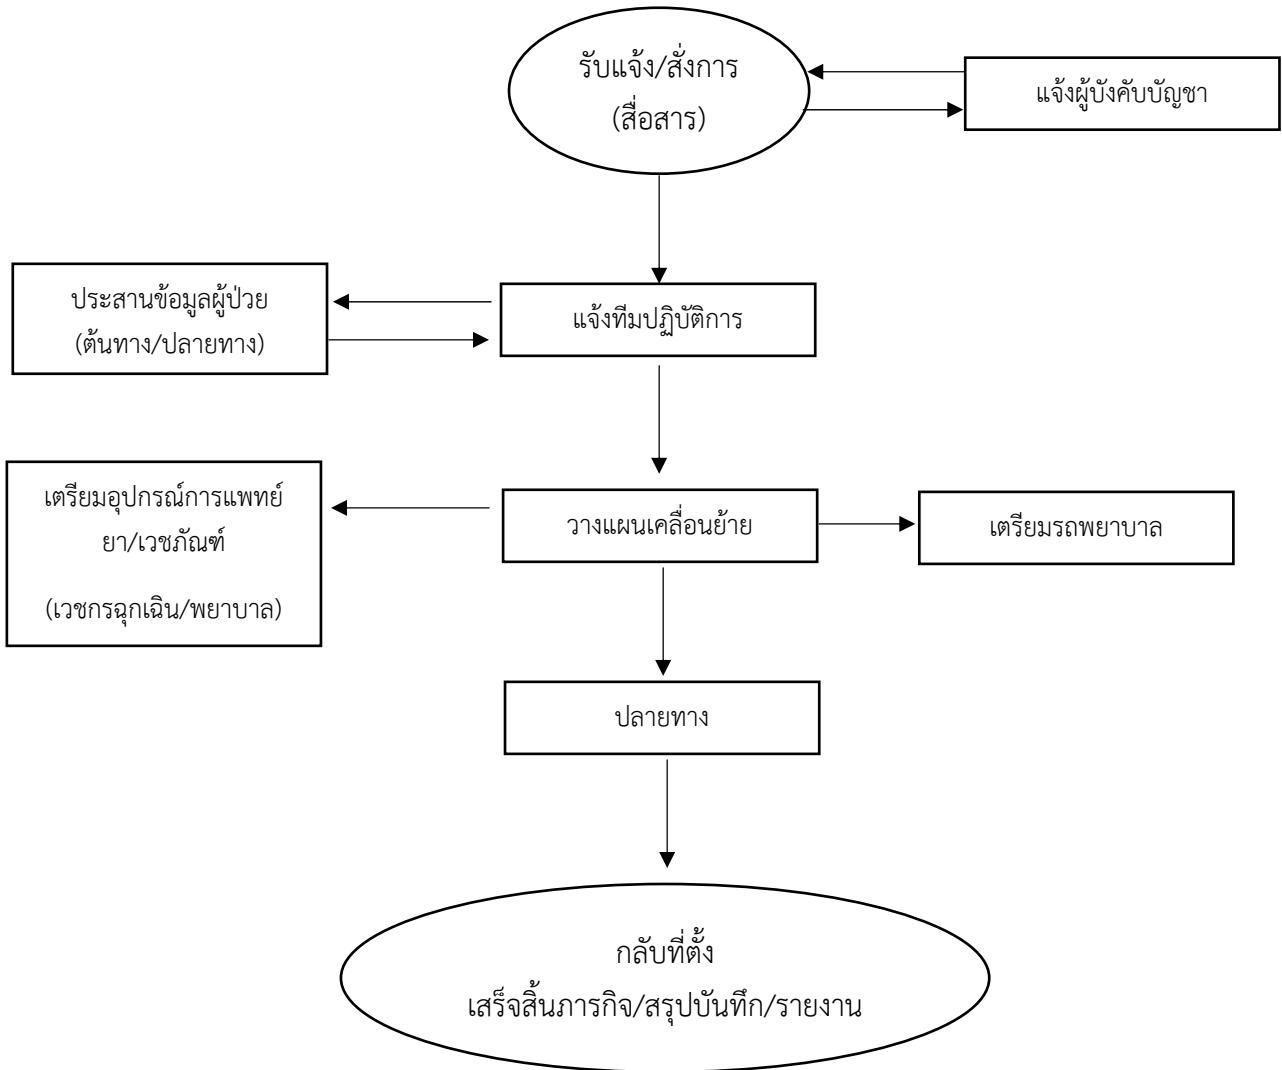 รับแจ้ง/สั่งการ
(สื่อสาร)
แจ้งผู้บังคับบัญชา
ประสานข้อมูลผู้ป่วย
(ต้นทาง/ปลายทาง)
แจ้งทีมปฏิบัติการ
เตรียมอุปกรณ์การแพทย์
ยา/เวชภัณฑ์
(เวชกรฉุกเฉิน/พยาบาล)
วางแผนเคลื่อนย้าย
เตรียมรถพยาบาล
ปลายทาง
กลับที่ตั้ง
เสร็จสิ้นภารกิจ/สรุปบันทึก/รายงาน